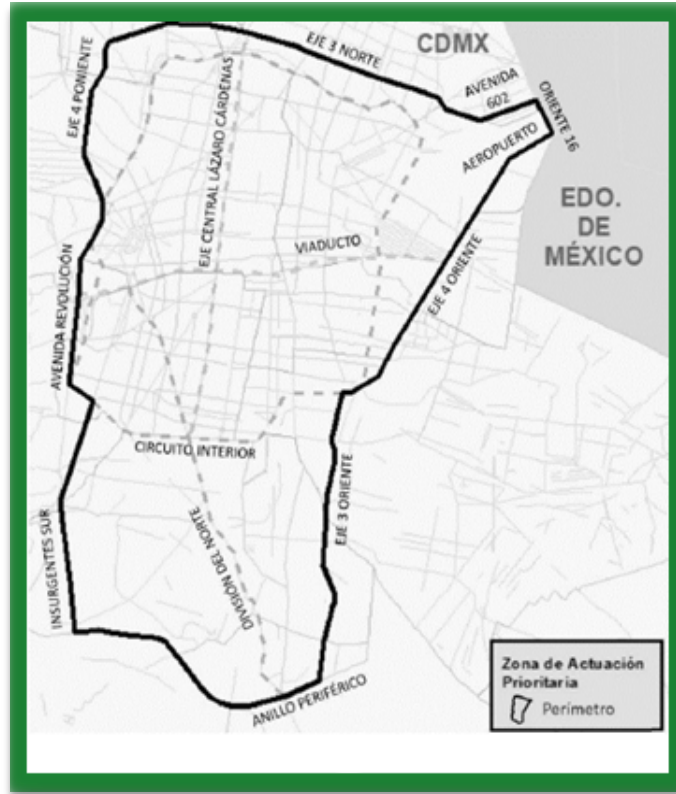 CDMX
EJE 3 NORTE
AVENIDA
602
ORIENTE 16
AEROPUERTO
EJE 4 PONIENTE
EJE CENTRAL LÁZARO CÁRDENAS
EDO.
DE
MÉXICO
VIADUCTO
EJE 4 ORIENTE
AVENIDA REVOLUCIÓN
CIRCUITO INTERIOR
EJE 3 ORIENTE
INSURGENTES SUR
DIVISIÓN DEL NORTE
ANILLO PERIFÉRICO
Zona de Actuación
Prioritaria
Perímetro